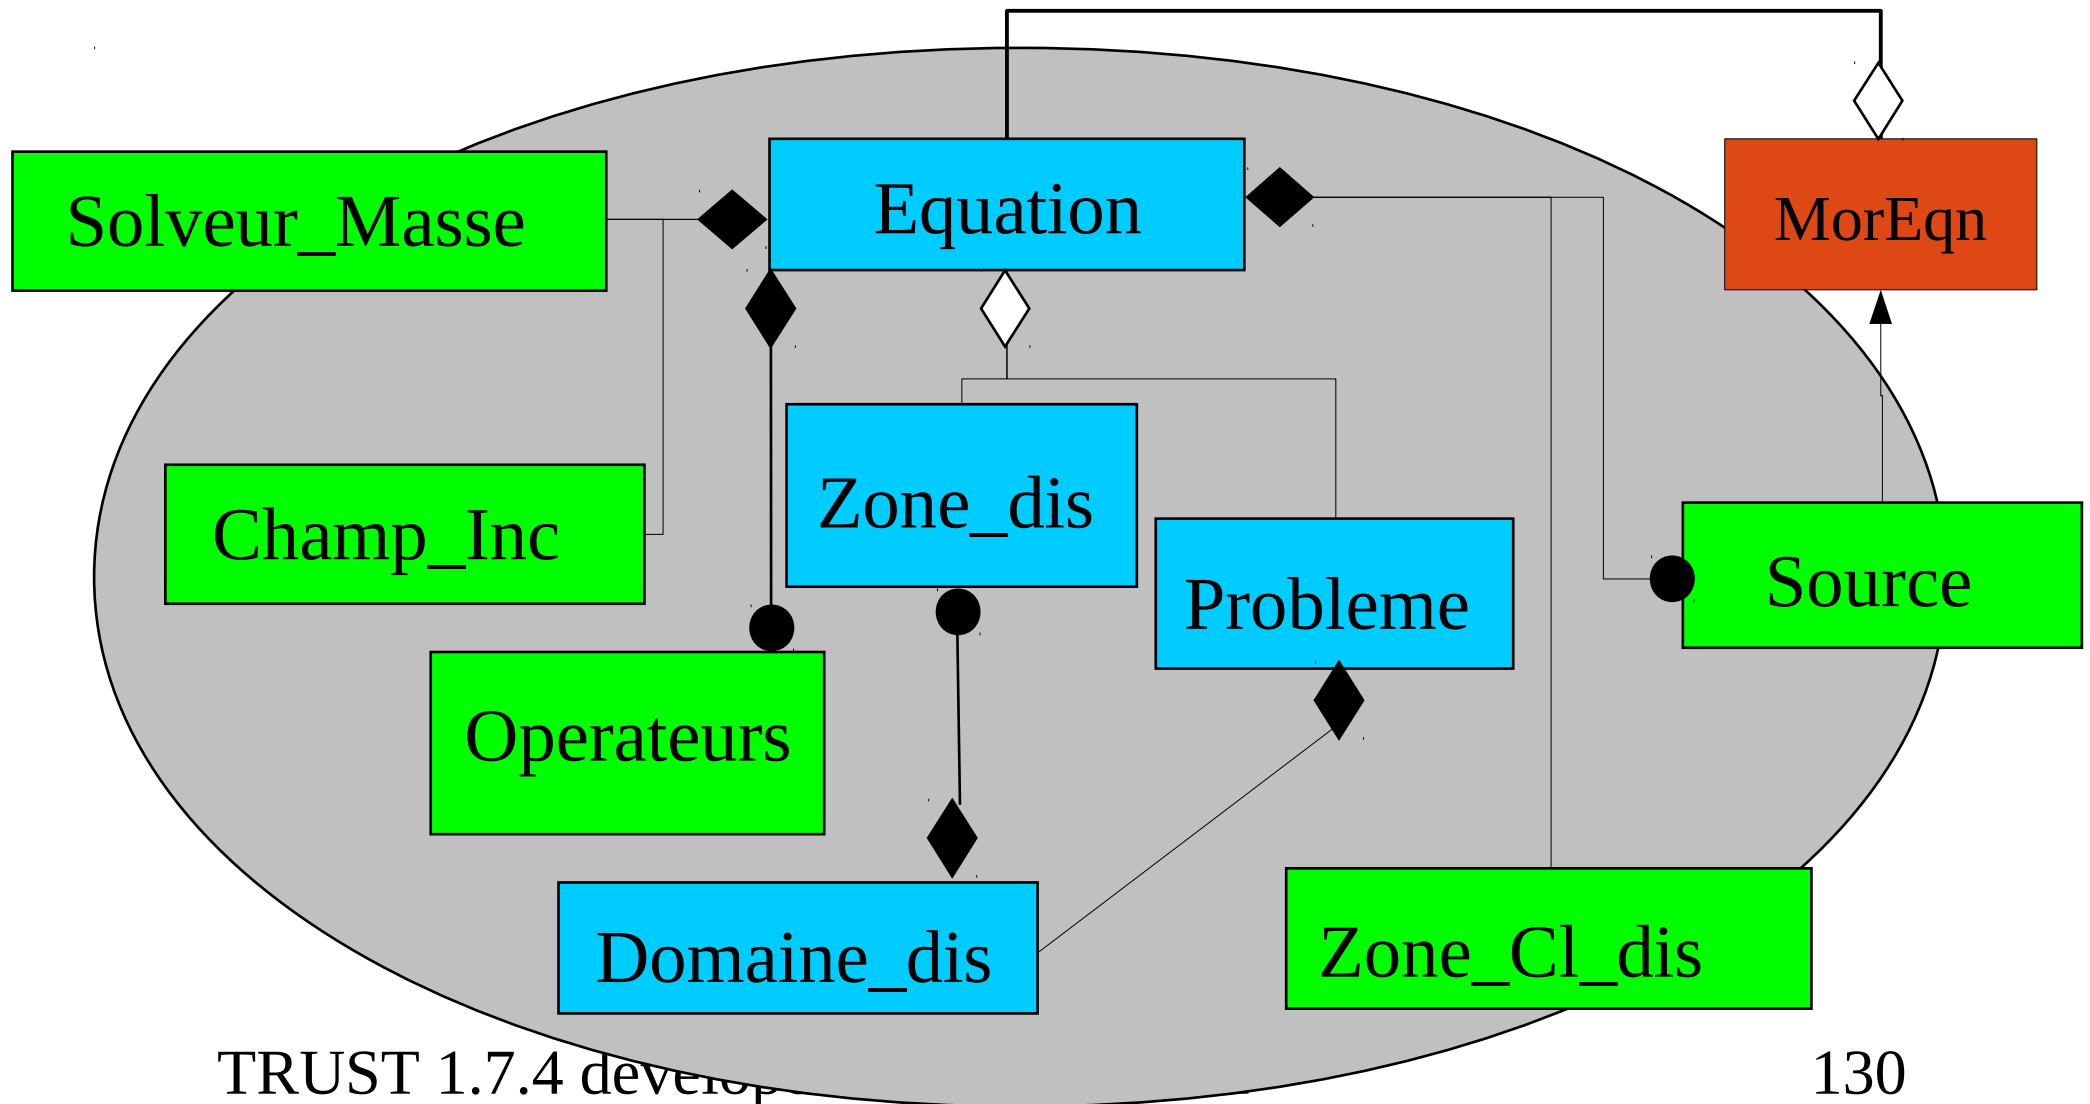 Solveur_Masse
Equation
MorEqn
Zone_dis
Champ_Inc
Probleme
Source
Operateurs
Domaine_dis
Zone_Cl_dis
TRUST 1.7.4
130